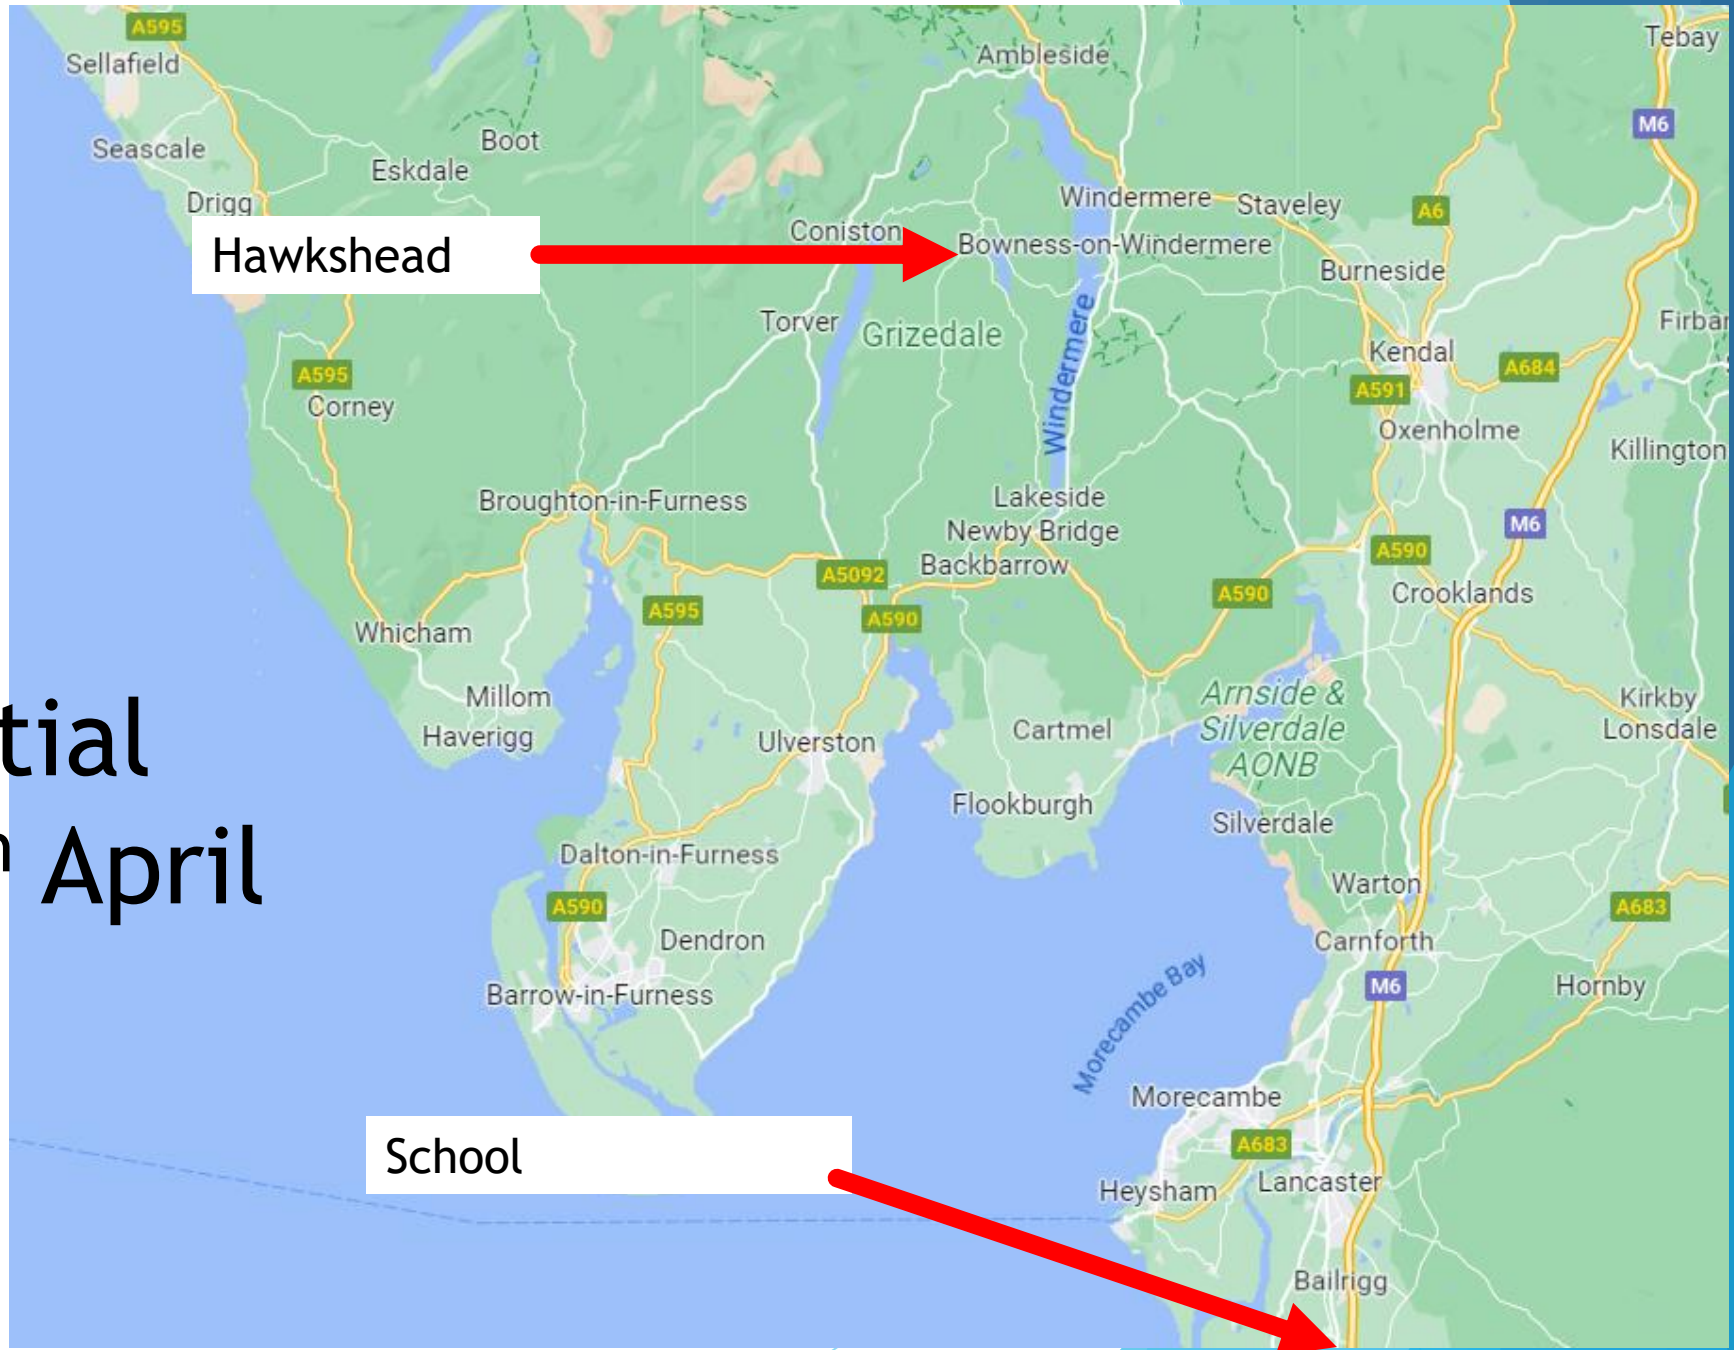 A595
Tebay
Ambleside
Sellafield
M6
Boot
Seascale
Eskdale
Drigg
Windermere
Staveley
A6
Coniston
Bowness-on-Windermere
Hawkshead
Burneside
Torver
Grizedale
Windermere
Kendal
A684
A595
A591
Corney
Oxenholme
Killington
Broughton-in-Furness
Lakeside
Newby Bridge
M6
A590
Backbarrow
A5092
A590
Crooklands
A595
A590
Whicham
Millom
Haverigg
Arnside &
Silverdale
AONB
Kirkby
Lonsdale
Cartmel
Ulverston
Flookburgh
Silverdale
April
Dalton-in-Furness
Warton
A590
A683
Dendron
Carnforth
Barrow-in-Furness
M6
Hornby
Morecambe Bay
Morecambe
School
A683
Heysham
Lancaster
Bailrigg